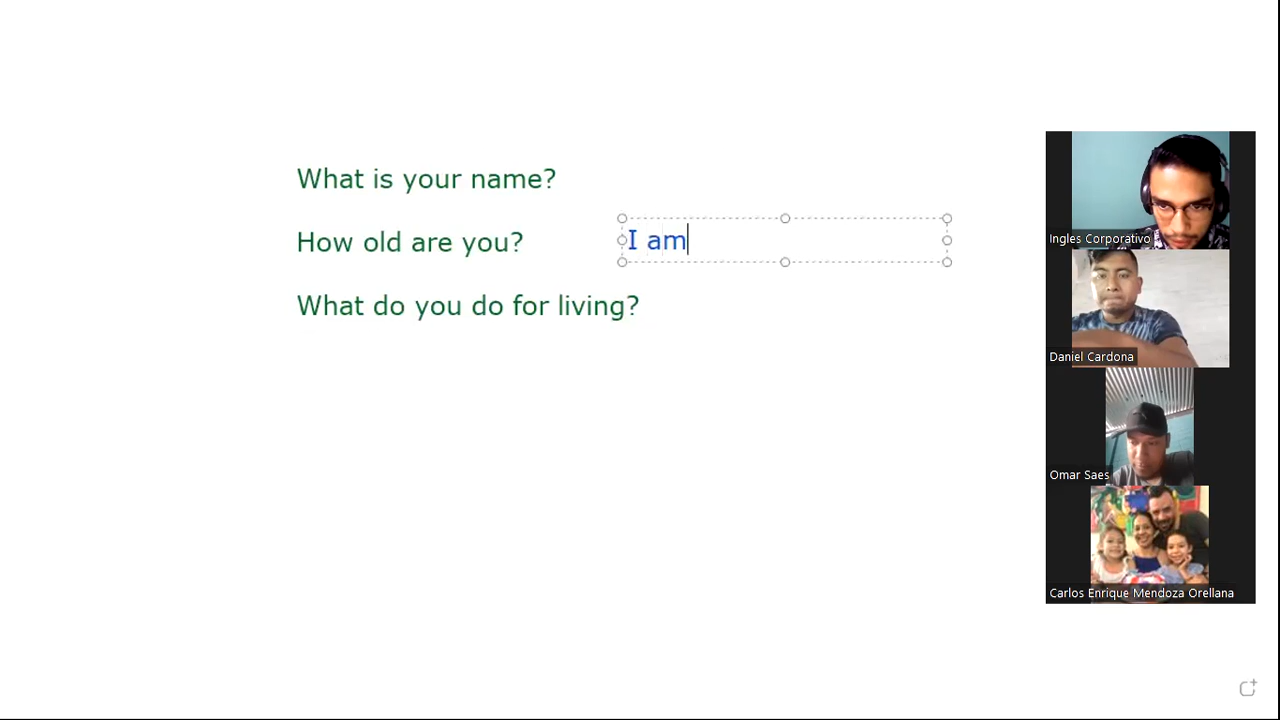 What is your name?
How old are you?
I am
What do you do for living?
Ingles Corporativo
Daniel Cardona
Omar Saes
Carlos Enrique Mendoza Orellana